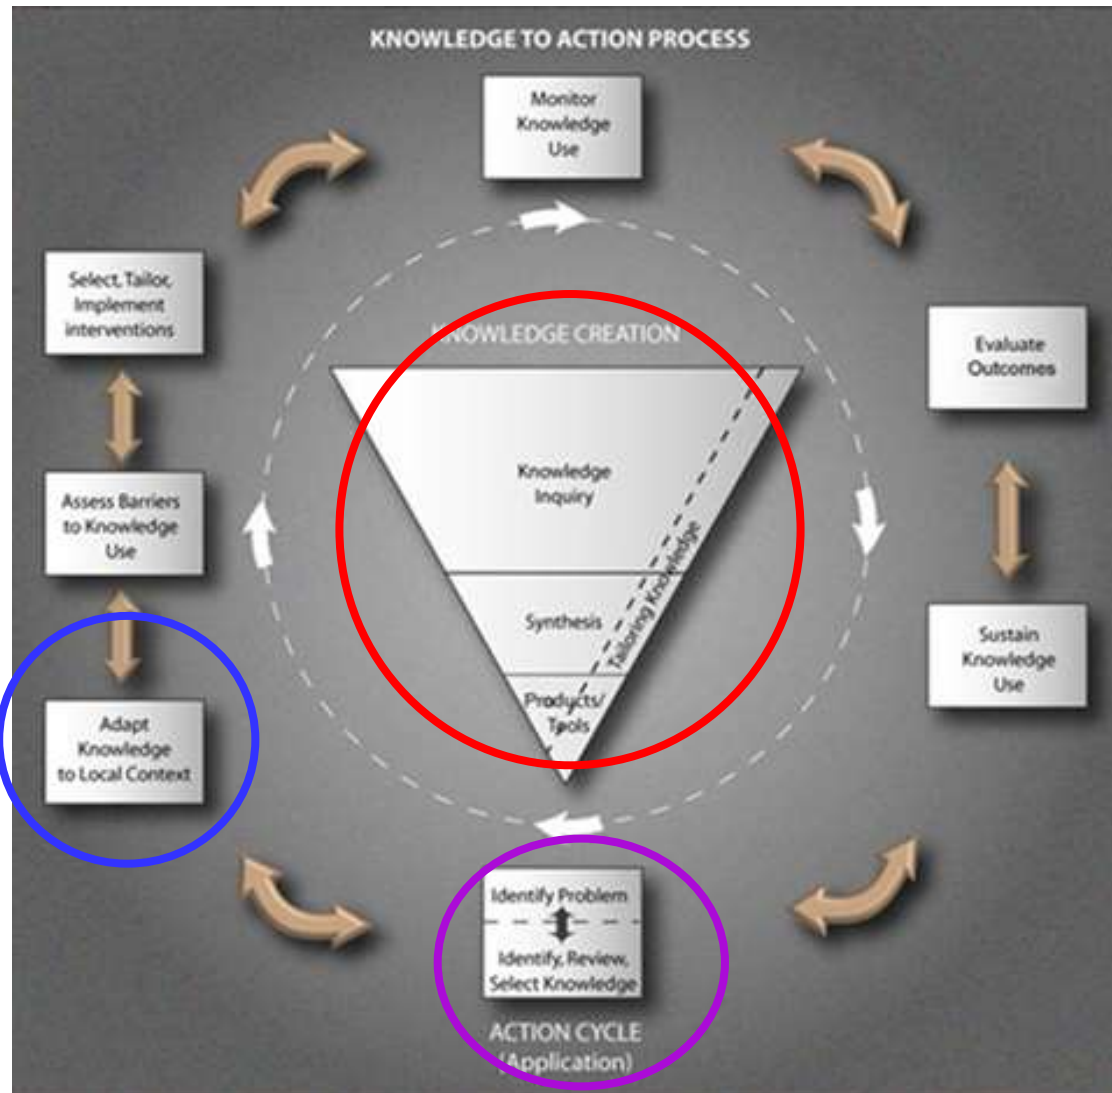 KNOWLEDGE TO ACTION PROCESS
Monitor
Knowledge
Use
Select, Tailor,
Implement
interventions
KNOWLEDGE CREATION
Evaluate
Outcomes
Knowledge
Inquiry
Assess Barriers
to Knowledge
Use
Tailoring Knowledge
Synthesis
Sustain
Knowledge
Use
Products/
Tools
Adapt
Knowledge
to Local Context
Identify Problem
Identify, Review,
Select Knowledge
ACTION CYCLE
(Application)